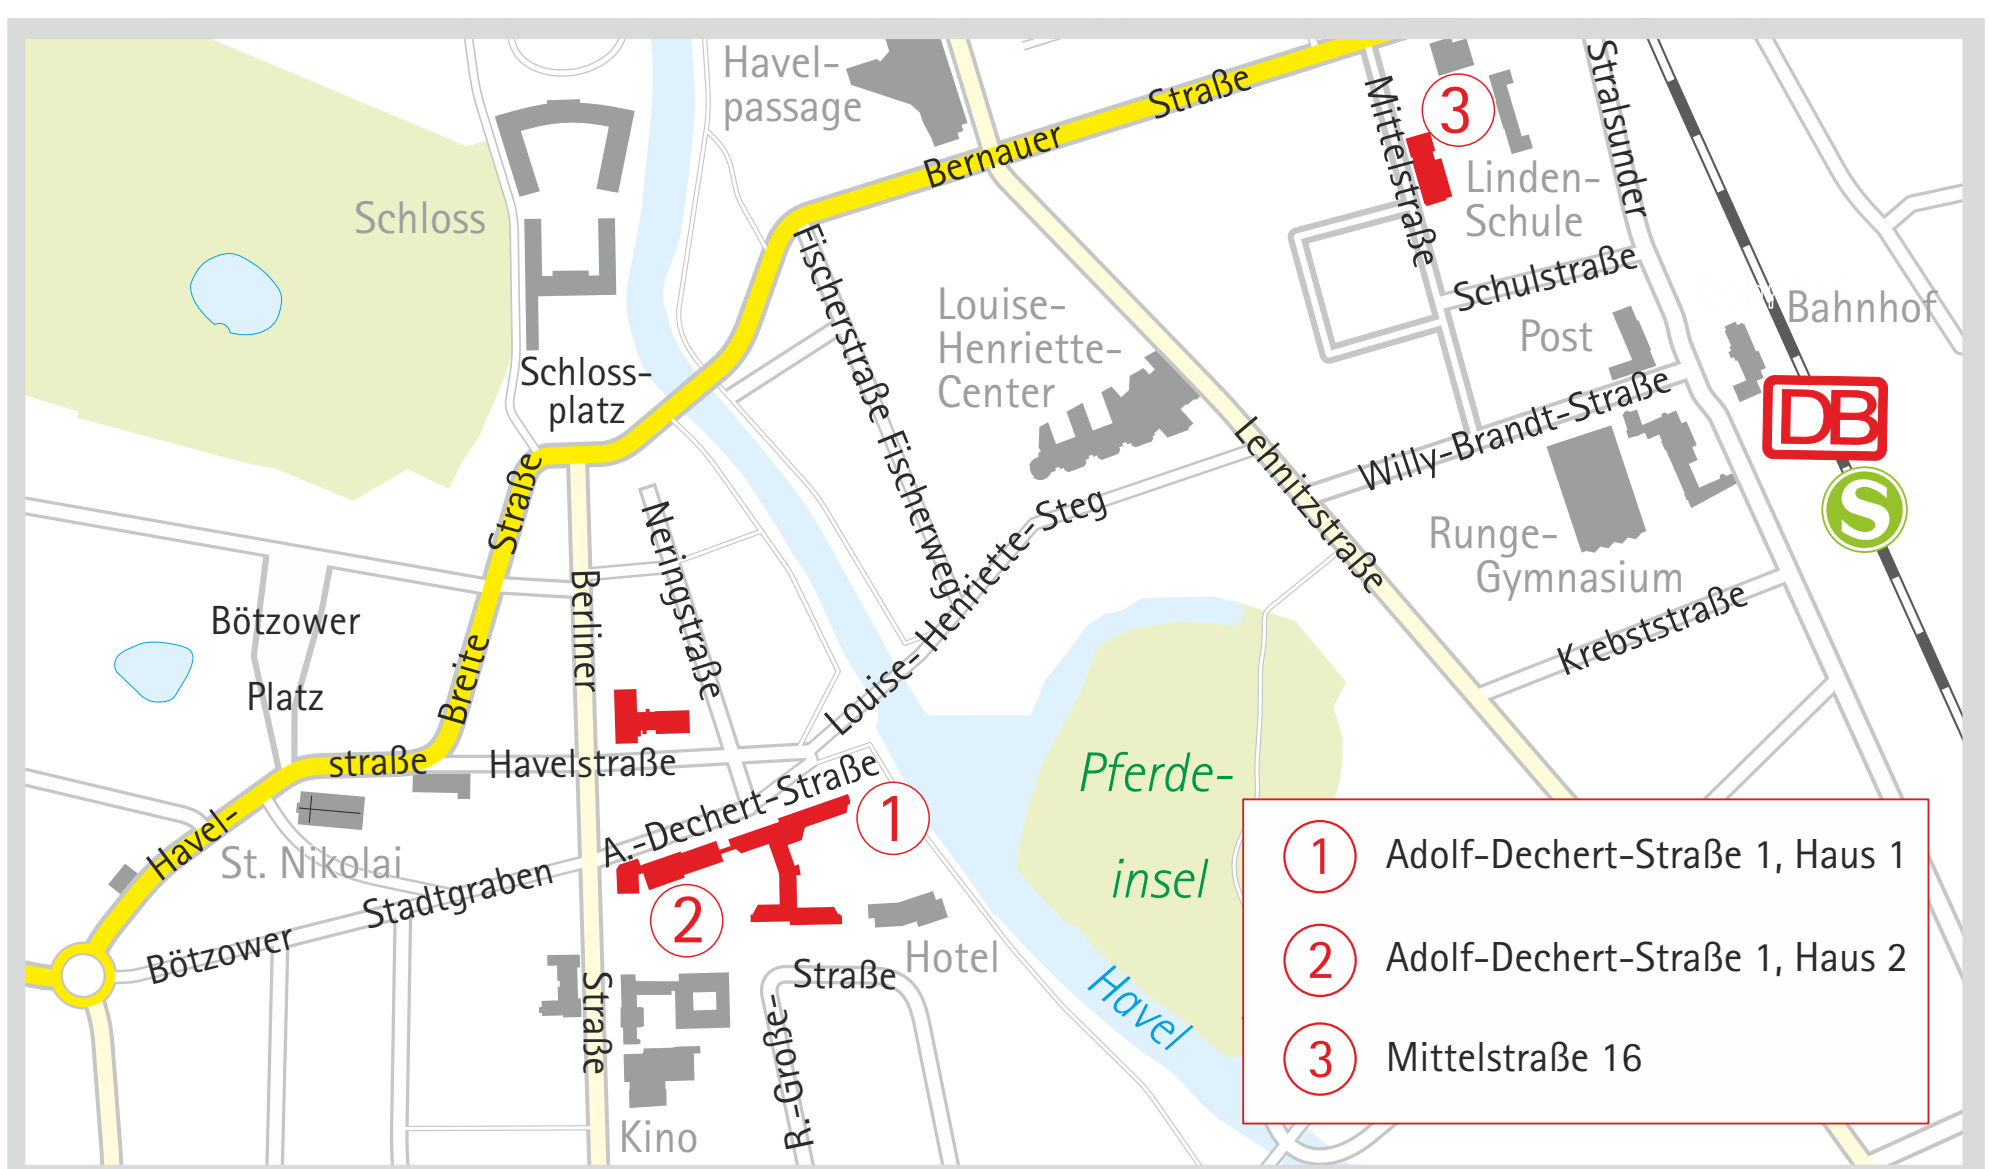 Havel-
passage
Bernauer
Straße
Mittelstraße
3
Linden-
Schule
Stralsunder
Schloss
Fischerstraße
Fischerweg
Schulstraße
Louise-
Henriette-
Center
Post
Bahnhof
DB
S
Schloss-
platz
Breite
Straße
Lehnitzstraße
Willy-Brandt-Straße
Runge-
Gymnasium
Krebststraße
Neringstraße
Berliner
Straße
Louise-Henriette-Steg
Bötzower
Platz
Havel-
straße
Havelstraße
A.-Dechert-Straße
1
2
St. Nikolai
Bötzower
Stadtgraben
Hotel
R.-Große-
Straße
Kino
Pferde-
insel
Havel
1 Adolf-Dechert-Straße 1, Haus 1
2 Adolf-Dechert-Straße 1, Haus 2
3 Mittelstraße 16